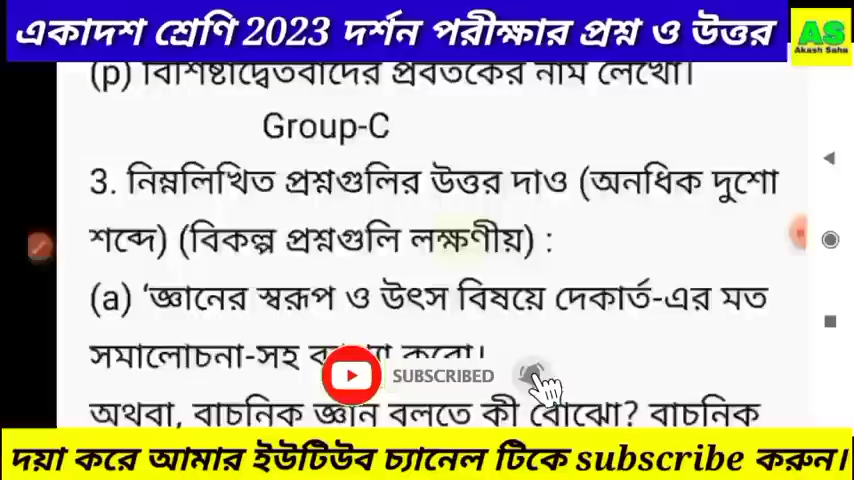 একাদশ শ্রেণি 2023 দর্শন পরীক্ষার প্রশ্ন ও উত্তর
AS
Akash Saha
(p) বিশিষ্টাদ্বৈতবাদের প্রবর্তকের নাম লেখো।
Group-C
3. নিম্নলিখিত প্রশ্নগুলির উত্তর দাও (অনধিক দুশো
শব্দে) (বিকল্প প্রশ্নগুলি লক্ষণীয়) :
(a) ‘জ্ঞানের স্বরূপ ও উৎস বিষয়ে দেকার্ত-এর মত
সমালোচনা-সহ করো।
SUBSCRIBED
অথবা, বাচনিক জ্ঞান বলতে কী বোঝো? বাচনিক
দয়া করে আমার ইউটিউব চ্যানেল টিকে subscribe করুন।